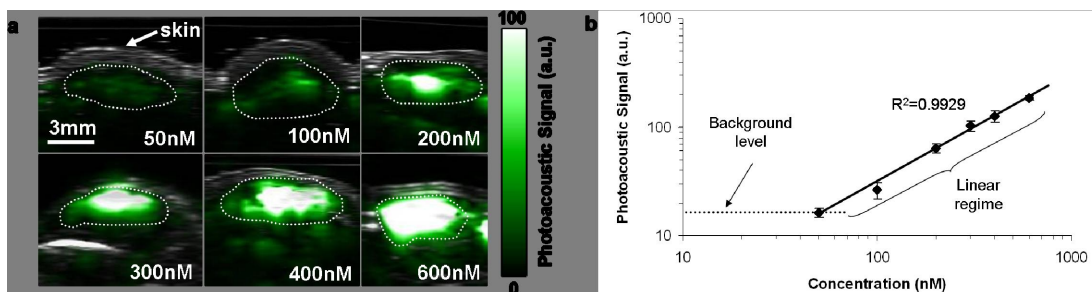 a
skin
3mm
50nM
100nM
200nM
300nM
400nM
600nM
100
Photoacoustic Signal (a.u.)
0
b
Photoacoustic Signal (a.u.)
1000
100
10
R²=0.9929
Background
level
Linear
regime
10
100
1000
Concentration (nM)